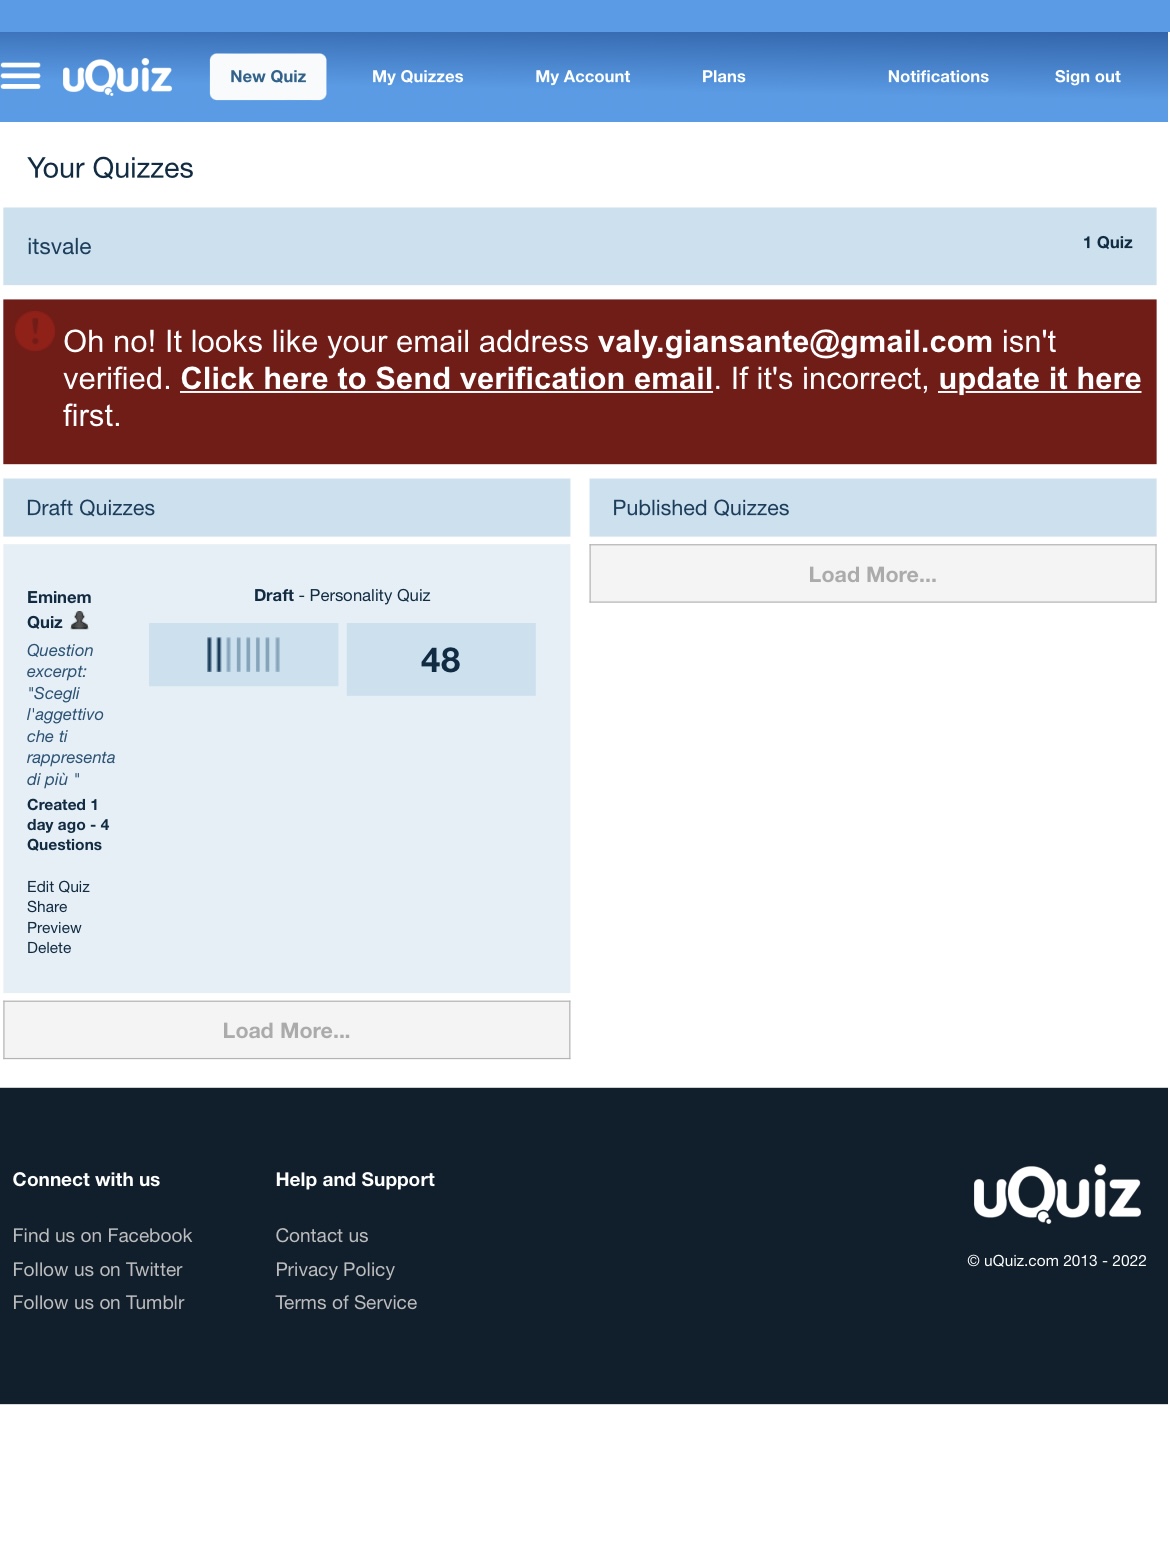 uQuiz
New Quiz
My Quizzes
My Account
Plans
Notifications
Sign out
Your Quizzes
itsvale
1 Quiz
Oh no! It looks like your email address valy.giansante@gmail.com isn't
verified. Click here to Send verification email. If it's incorrect, update it here
first.
Draft Quizzes
Eminem
Quiz 👤
Question
excerpt:
"Scegli
l'aggettivo
che ti
rappresenta
di più "
Created 1
day ago - 4
Questions
Edit Quiz
Share
Preview
Delete
Draft - Personality Quiz
48
Load More...
Published Quizzes
Load More...
Connect with us
Find us on Facebook
Follow us on Twitter
Follow us on Tumblr
Help and Support
Contact us
Privacy Policy
Terms of Service
uQuiz
© uQuiz.com 2013 - 2022